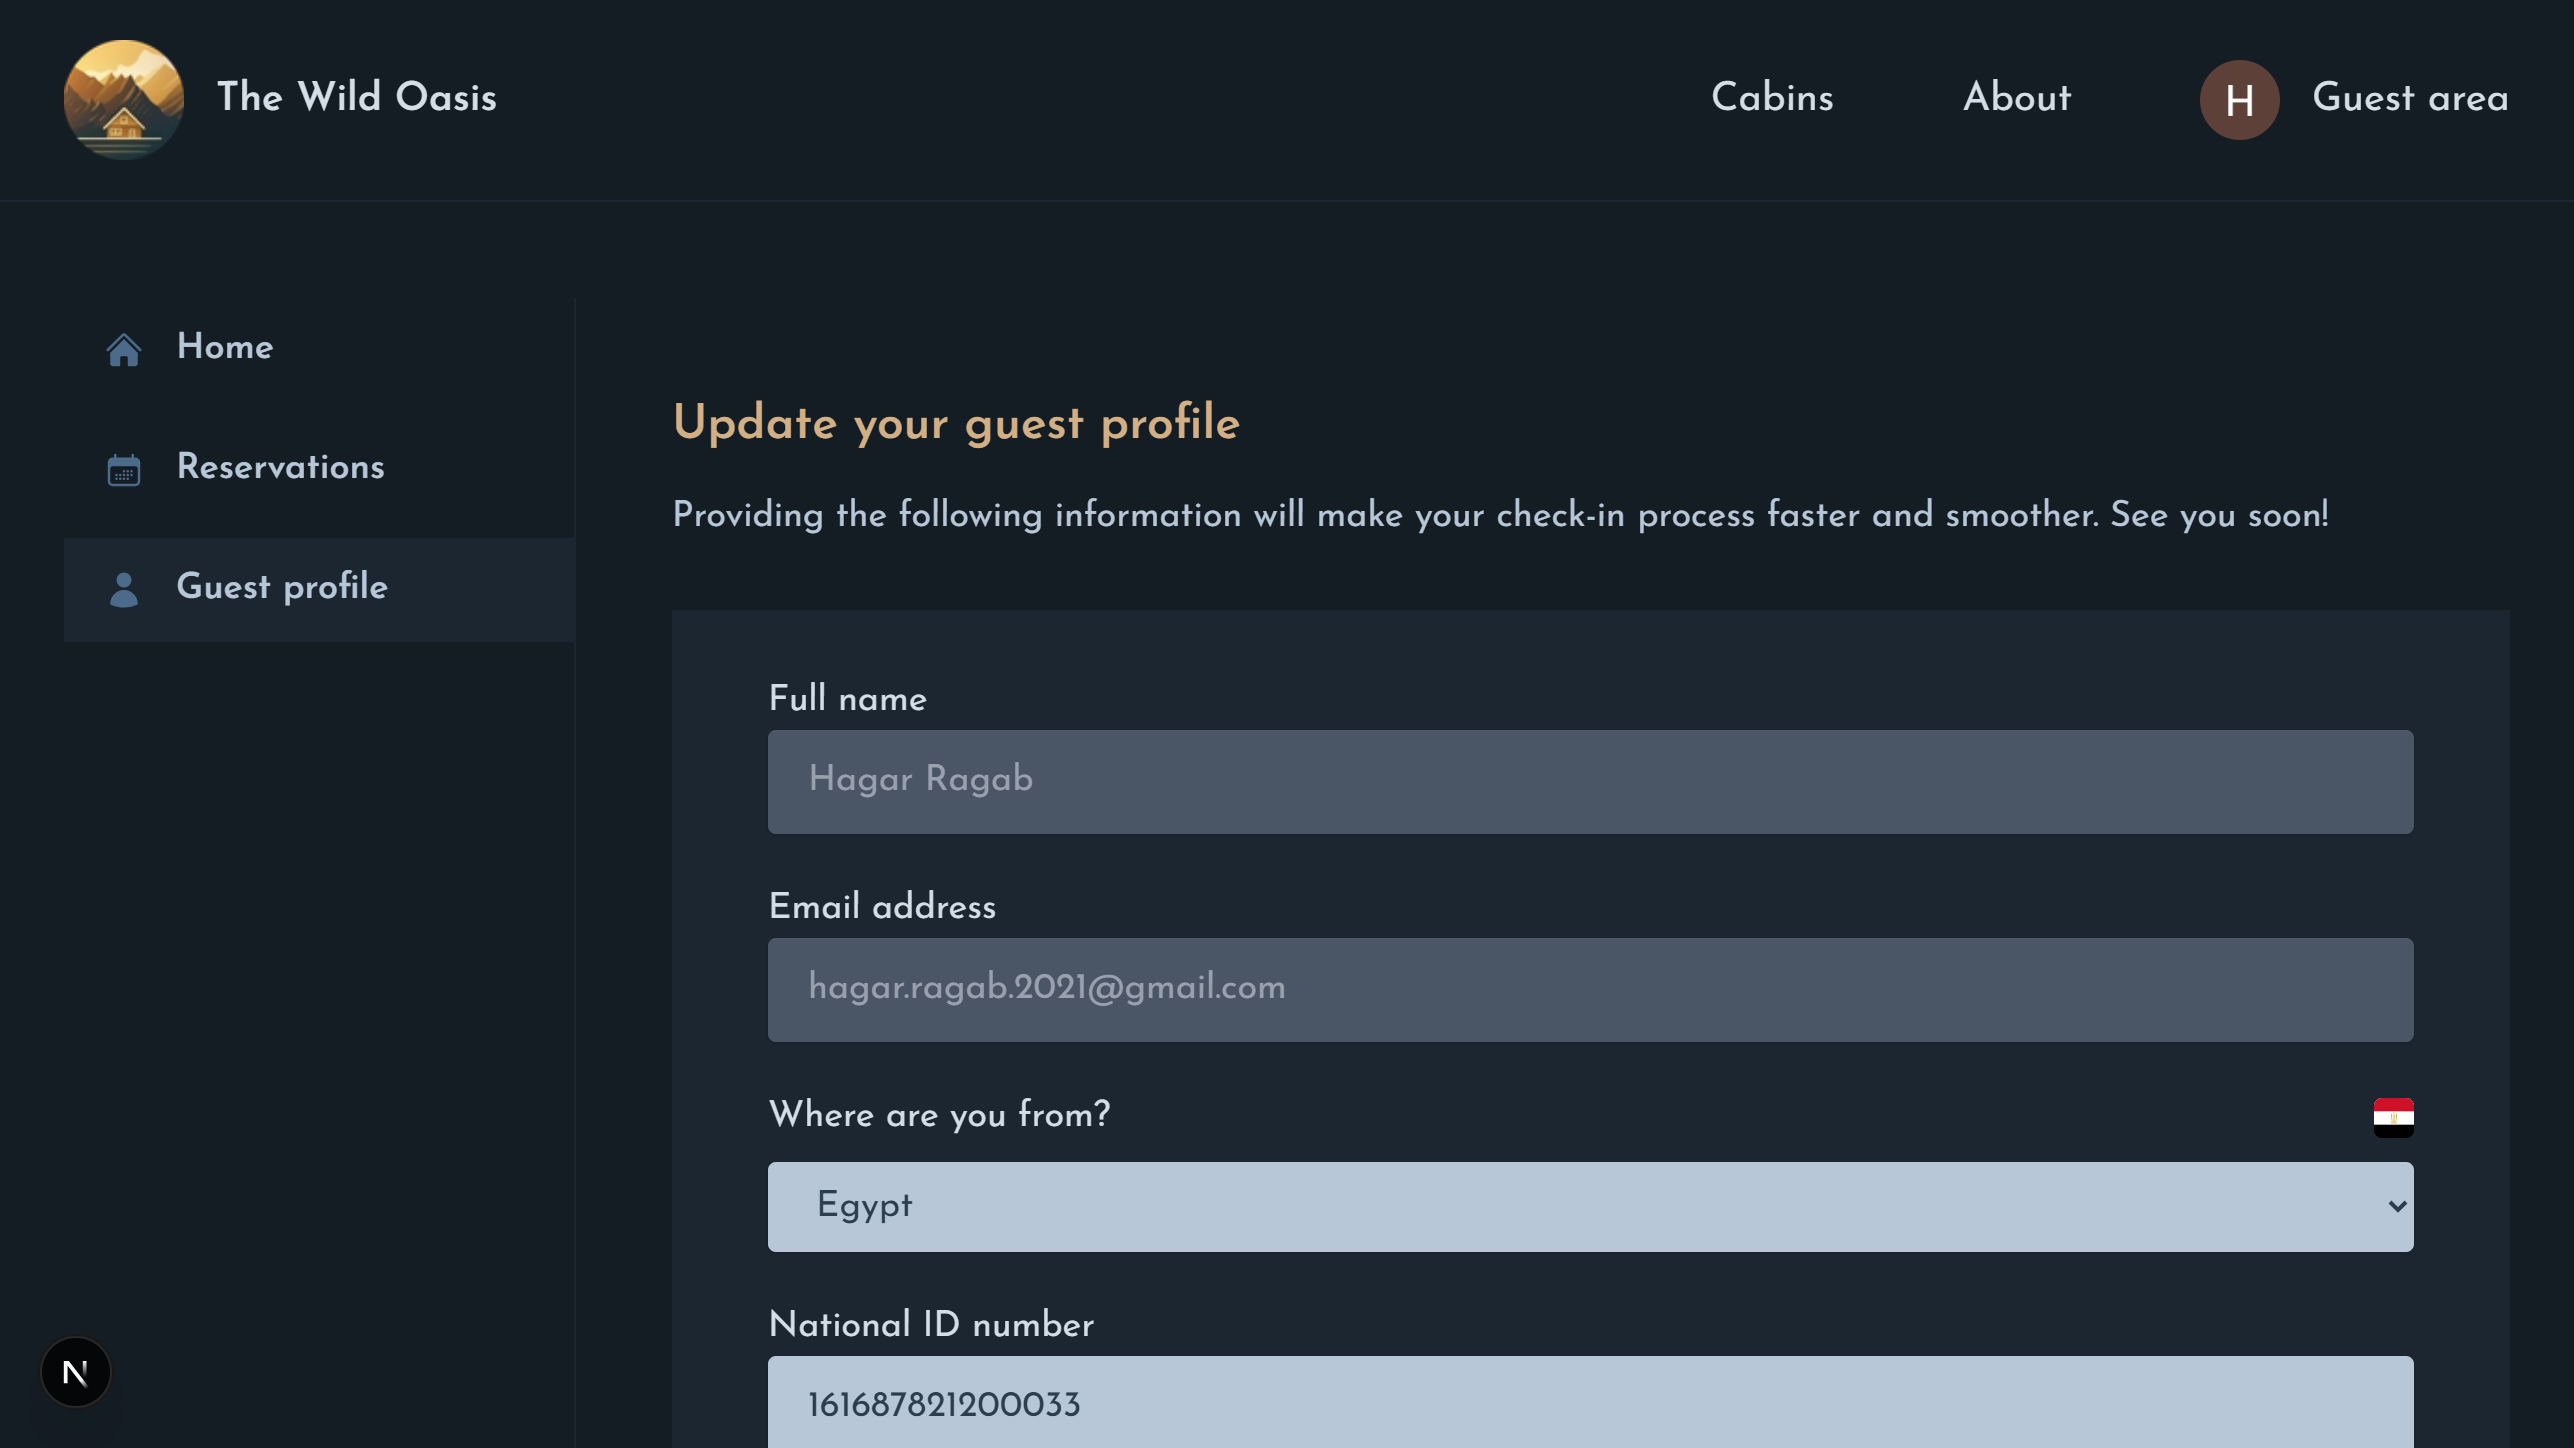 The Wild Oasis
Cabins
About
H
Guest area
Home
Reservations
Guest profile
Update your guest profile
Providing the following information will make your check-in process faster and smoother. See you soon!
Full name
Hagar Ragab
Email address
hagar.ragab.2021@gmail.com
Where are you from?
Egypt
National ID number
161687821200033
N